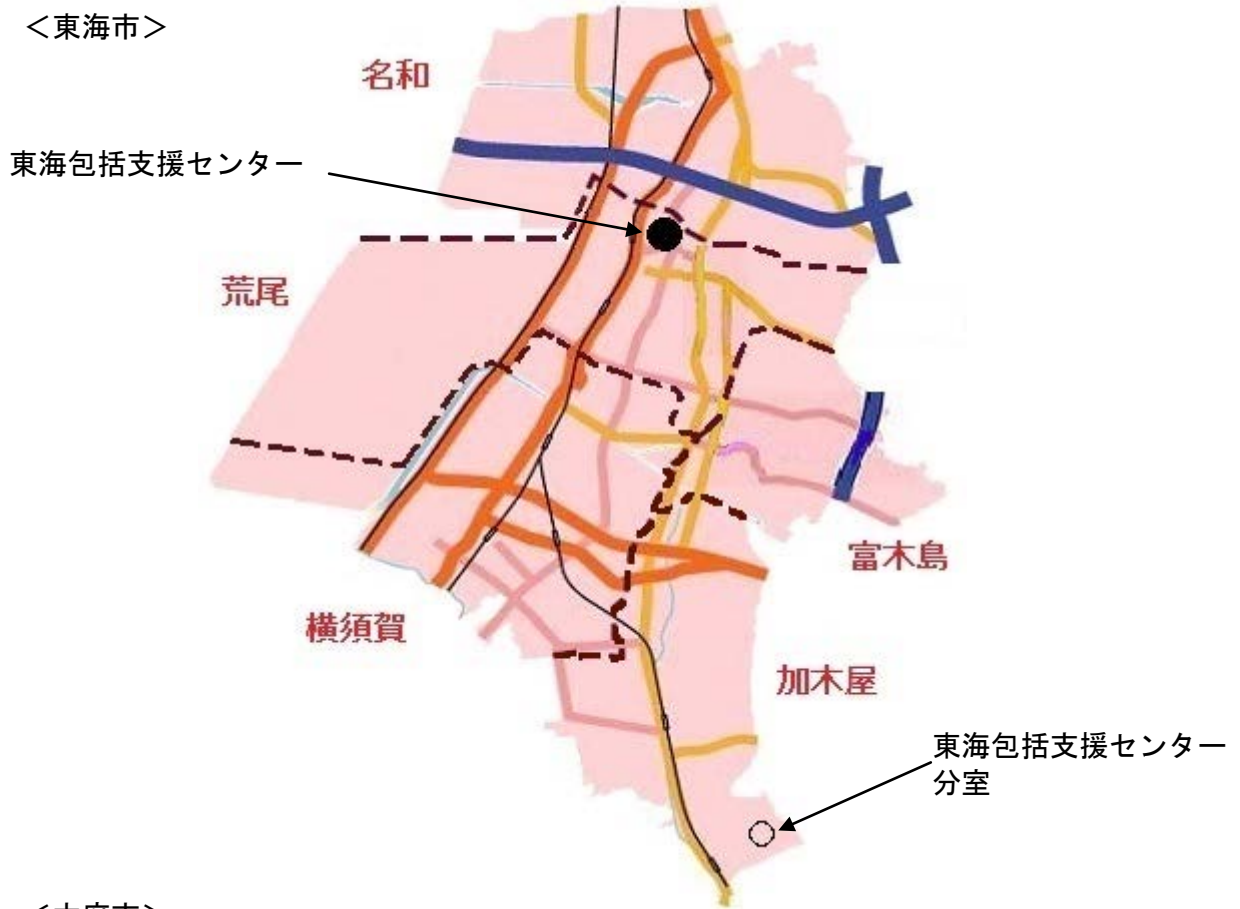 ＜東海市＞
名和
東海包括支援センター
荒尾
富木島
横須賀
加木屋
東海包括支援センター
分室